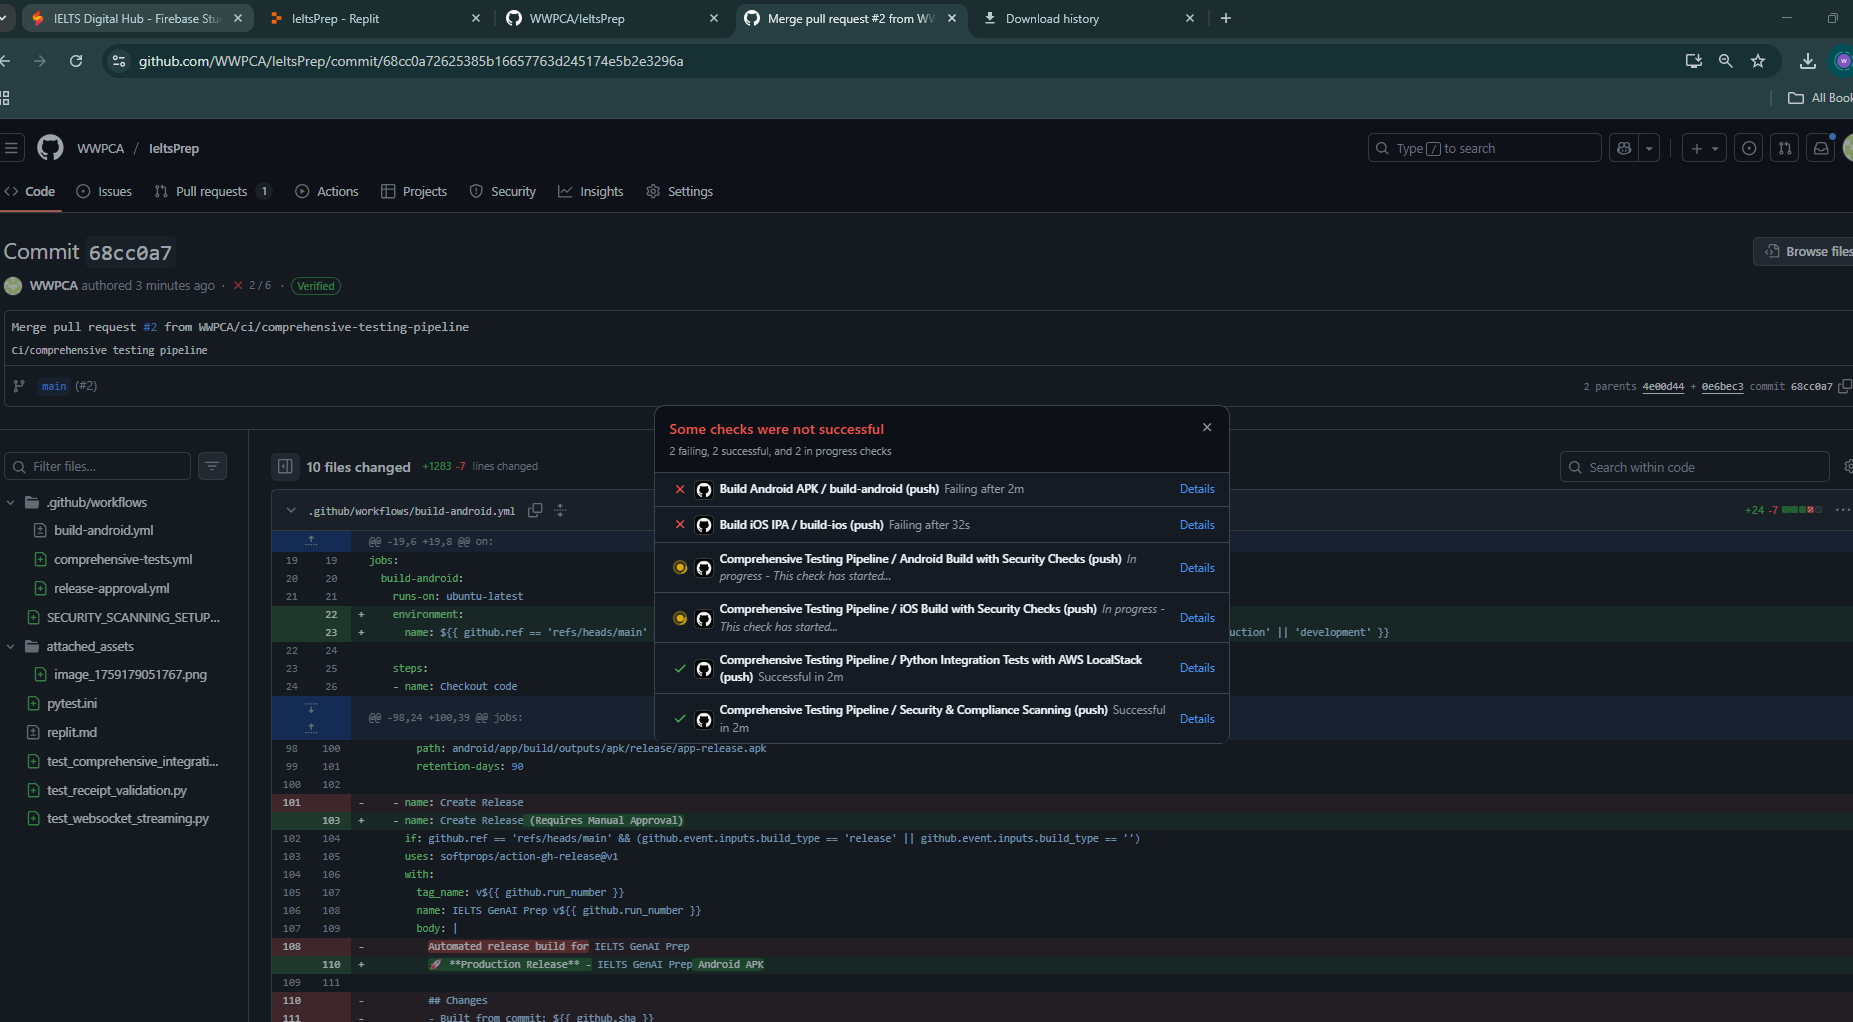 IELTS Digital Hub - Firebase Stu
IeltsPrep - Replit
WWPCA/IeltsPrep
Merge pull request #2 from WW
Download history
github.com/WWPCA/IeltsPrep/commit/68cc0a72625385b16657763d245174e5b2e3296a
All Book
WWPCA / IeltsPrep
Type / to search
Code
Issues
Pull requests 1
Actions
Projects
Security
Insights
Settings
Commit 68cc0a7
Browse files
WWPCA authored 3 minutes ago · 2 / 6 · Verified
Merge pull request #2 from WWPCA/ci/comprehensive-testing-pipeline
Ci/comprehensive testing pipeline
main (#2)
2 parents 4e00d44 + 0e6bec3 commit 68cc0a7
Filter files...
.github/workflows
build-android.yml
comprehensive-tests.yml
release-approval.yml
SECURITY_SCANNING_SETUP...
attached_assets
image_1759179051767.png
pytest.ini
replit.md
test_comprehensive_integrati...
test_receipt_validation.py
test_websocket_streaming.py
10 files changed +1283 -7 lines changed
Search within code
.github/workflows/build-android.yml
+24 -7
Some checks were not successful
2 failing, 2 successful, and 2 in progress checks
Build Android APK / build-android (push) Failing after 2m Details
Build iOS IPA / build-ios (push) Failing after 32s Details
Comprehensive Testing Pipeline / Android Build with Security Checks (push) In
progress - This check has started... Details
Comprehensive Testing Pipeline / iOS Build with Security Checks (push) In progress -
This check has started... Details
Comprehensive Testing Pipeline / Python Integration Tests with AWS LocalStack
(push) Successful in 2m Details
Comprehensive Testing Pipeline / Security & Compliance Scanning (push) Successful
in 2m Details
@@ -19,6 +19,8 @@ on:
19 19 jobs:
20 20 build-android:
21 21 runs-on: ubuntu-latest
22 + environment:
23 + name: ${{ github.ref == 'refs/heads/main' uction' || 'development' }}
22 24
23 25 steps:
24 26 - name: Checkout code
@@ -98,24 +100,39 @@ jobs:
98 100 path: android/app/build/outputs/apk/release/app-release.apk
99 101 retention-days: 90
100 102
101 - - name: Create Release
103 + - name: Create Release (Requires Manual Approval)
102 104 if: github.ref == 'refs/heads/main' && (github.event.inputs.build_type == 'release' || github.event.inputs.build_type == '')
103 105 uses: softprops/action-gh-release@v1
104 106 with:
105 107 tag_name: v${{ github.run_number }}
106 108 name: IELTS GenAI Prep v${{ github.run_number }}
107 109 body: |
108 - Automated release build for IELTS GenAI Prep
110 + 🚀 **Production Release** - IELTS GenAI Prep Android APK
109 111
110 - ## Changes
111 - - Built from commit: ${{ github.sha }}